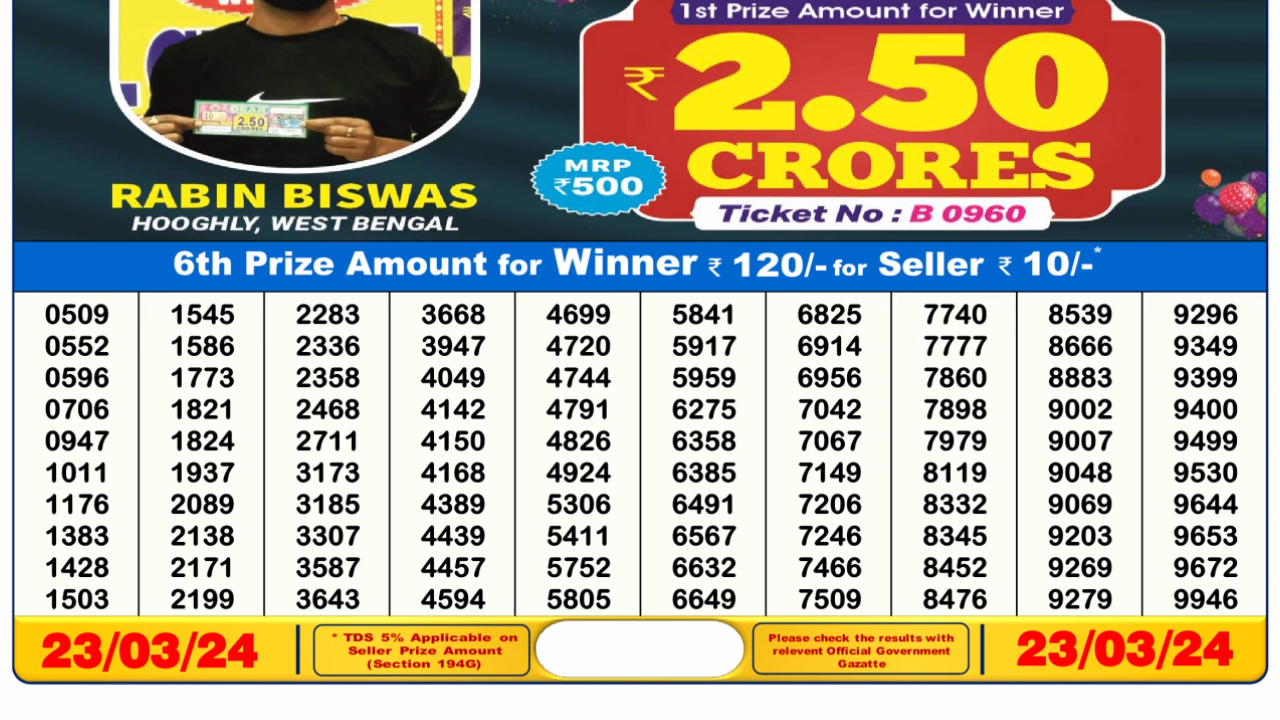 1st Prize Amount for Winner
₹2.50
CRORES
MRP
₹500
Ticket No : B 0960
2.50
CRORES
RABIN BISWAS
HOOGHLY, WEST BENGAL
6th Prize Amount for Winner ₹ 120/- for Seller ₹ 10/-*
0509 1545 2283 3668 4699 5841 6825 7740 8539 9296
0552 1586 2336 3947 4720 5917 6914 7777 8666 9349
0596 1773 2358 4049 4744 5959 6956 7860 8883 9399
0706 1821 2468 4142 4791 6275 7042 7898 9002 9400
0947 1824 2711 4150 4826 6358 7067 7979 9007 9499
1011 1937 3173 4168 4924 6385 7149 8119 9048 9530
1176 2089 3185 4389 5306 6491 7206 8332 9069 9644
1383 2138 3307 4439 5411 6567 7246 8345 9203 9653
1428 2171 3587 4457 5752 6632 7466 8452 9269 9672
1503 2199 3643 4594 5805 6649 7509 8476 9279 9946
23/03/24
* TDS 5% Applicable on
Seller Prize Amount
(Section 194G)
Please check the results with
relevent Official Government
Gazatte
23/03/24